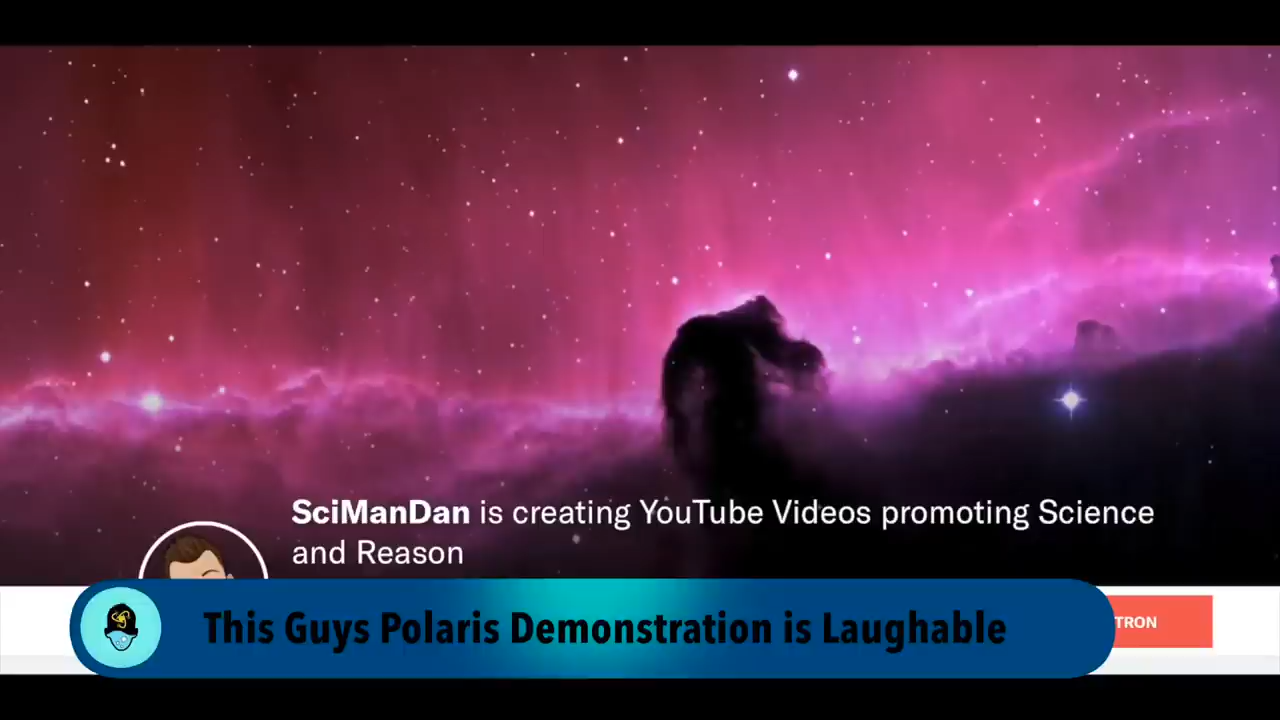 SciManDan is creating YouTube Videos promoting Science
and Reason
This Guys Polaris Demonstration is Laughable
TRON